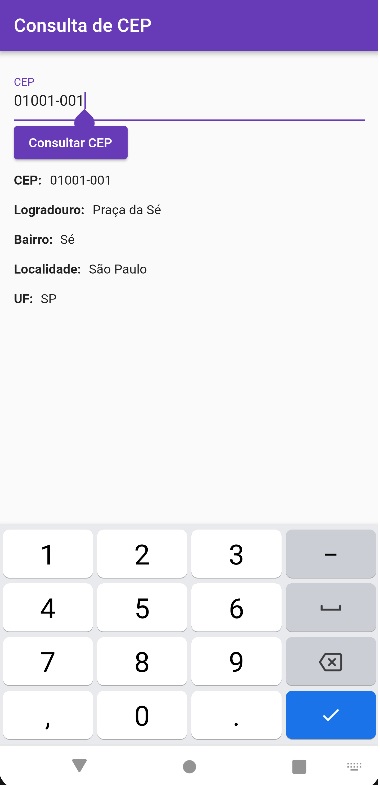 Consulta de CEP
CEP
01001-001
Consultar CEP
CEP: 01001-001
Logradouro: Praça da Sé
Bairro: Sé
Localidade: São Paulo
UF: SP
1 2 3 –
4 5 6
7 8 9
, 0 .